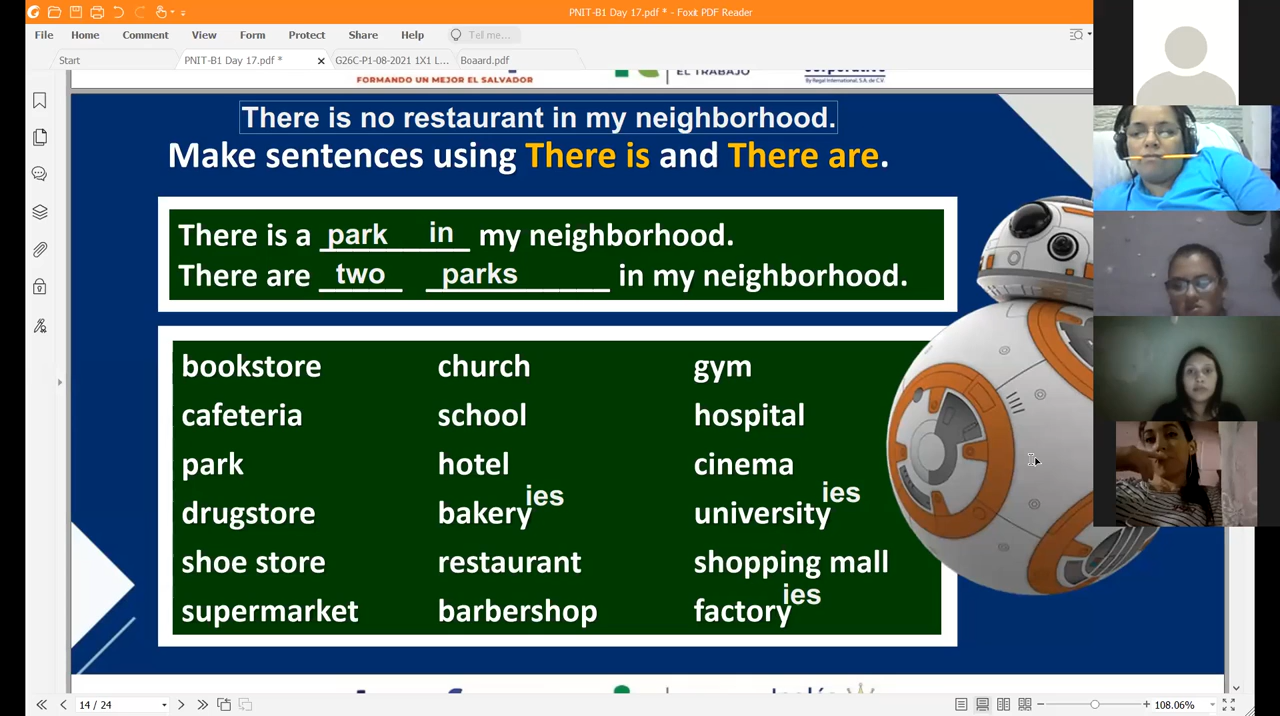 PNIT-B1 Day 17.pdf * - Foxit PDF Reader
File Home Comment View Form Protect Share Help Tell me...
Start PNIT-B1 Day 17.pdf * G26C-P1-08-2021 1X1 L... Boaard.pdf
FORMANDO UN MEJOR EL SALVADOR
EL TRABAJO
By Regal International, S.A. de C.V.
There is no restaurant in my neighborhood.
Make sentences using There is and There are.
There is a park in my neighborhood.
There are two parks in my neighborhood.
bookstore church gym
cafeteria school hospital
park hotel cinema
ies ies
drugstore bakery university
shoe store restaurant shopping mall
ies
supermarket barbershop factory
14 / 24 108.06%